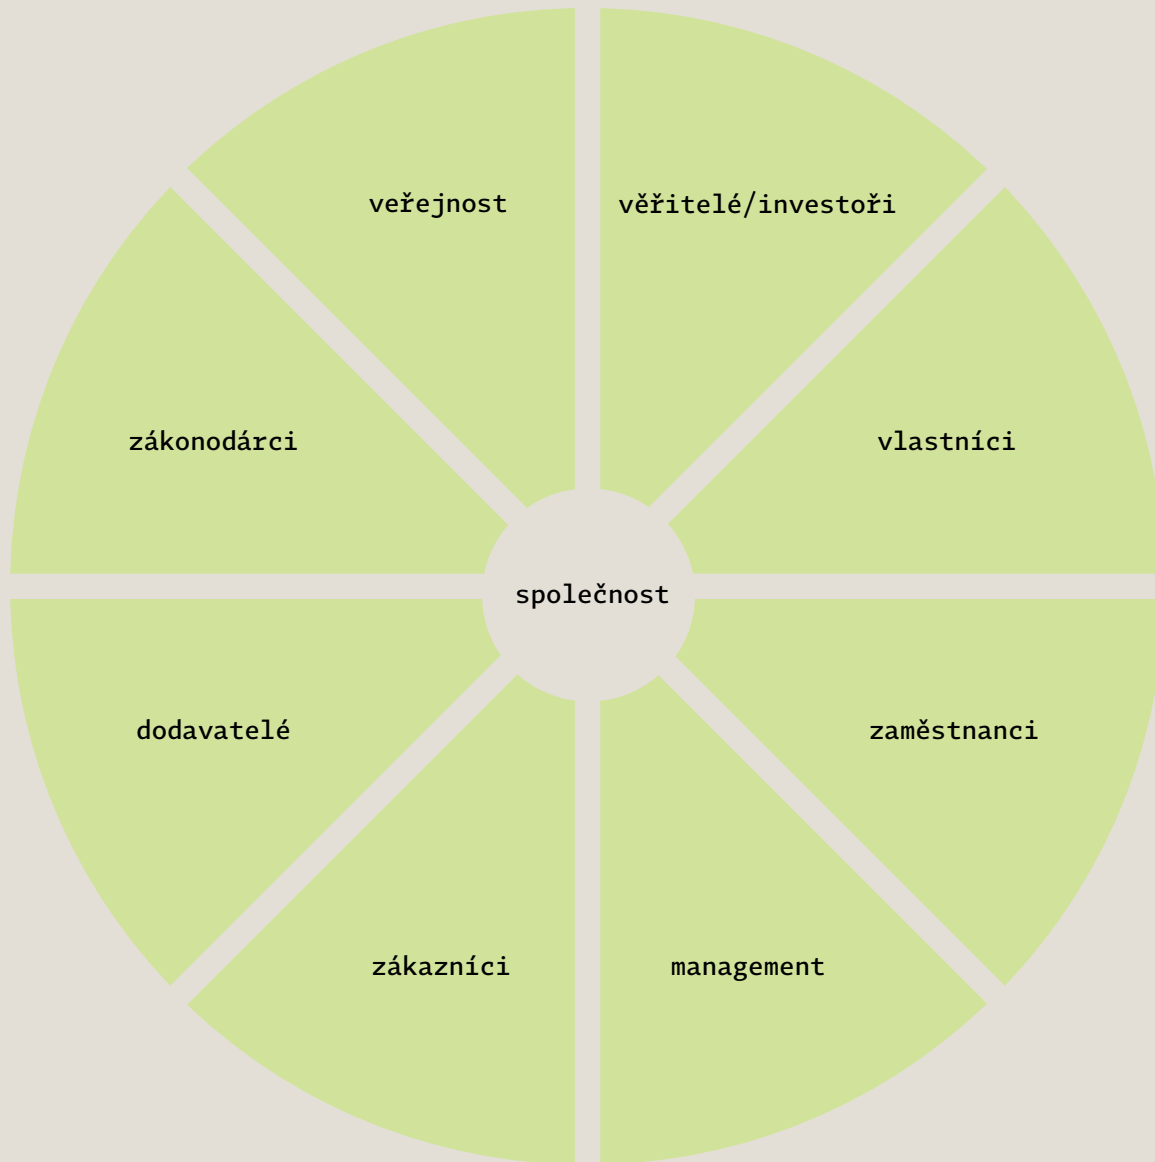 veřejnost
věřitelé/investoři
zákonodárci
vlastníci
společnost
dodavatelé
zaměstnanci
zákazníci
management